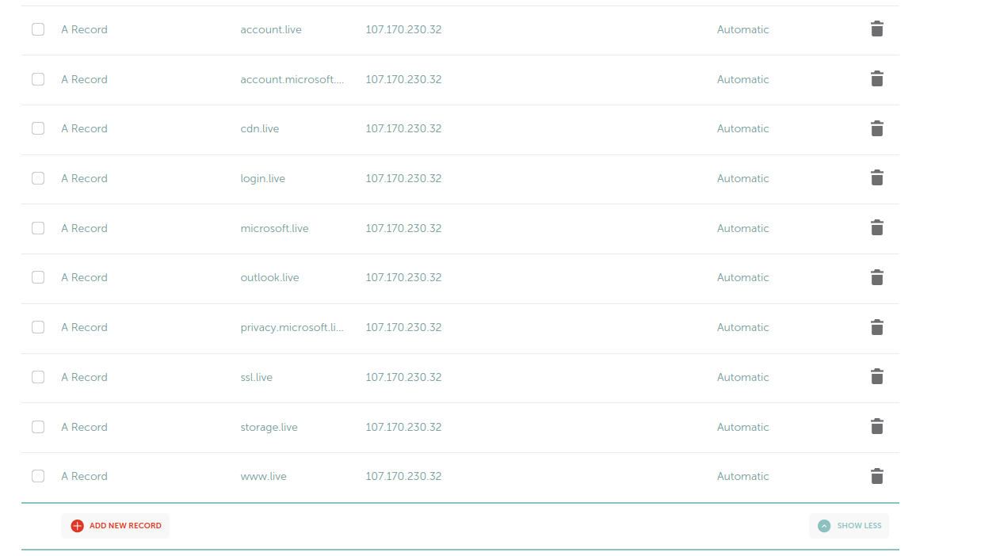 A Record account.live 107.170.230.32 Automatic
A Record account.microsoft.... 107.170.230.32 Automatic
A Record cdn.live 107.170.230.32 Automatic
A Record login.live 107.170.230.32 Automatic
A Record microsoft.live 107.170.230.32 Automatic
A Record outlook.live 107.170.230.32 Automatic
A Record privacy.microsoft.li... 107.170.230.32 Automatic
A Record ssl.live 107.170.230.32 Automatic
A Record storage.live 107.170.230.32 Automatic
A Record www.live 107.170.230.32 Automatic
ADD NEW RECORD SHOW LESS